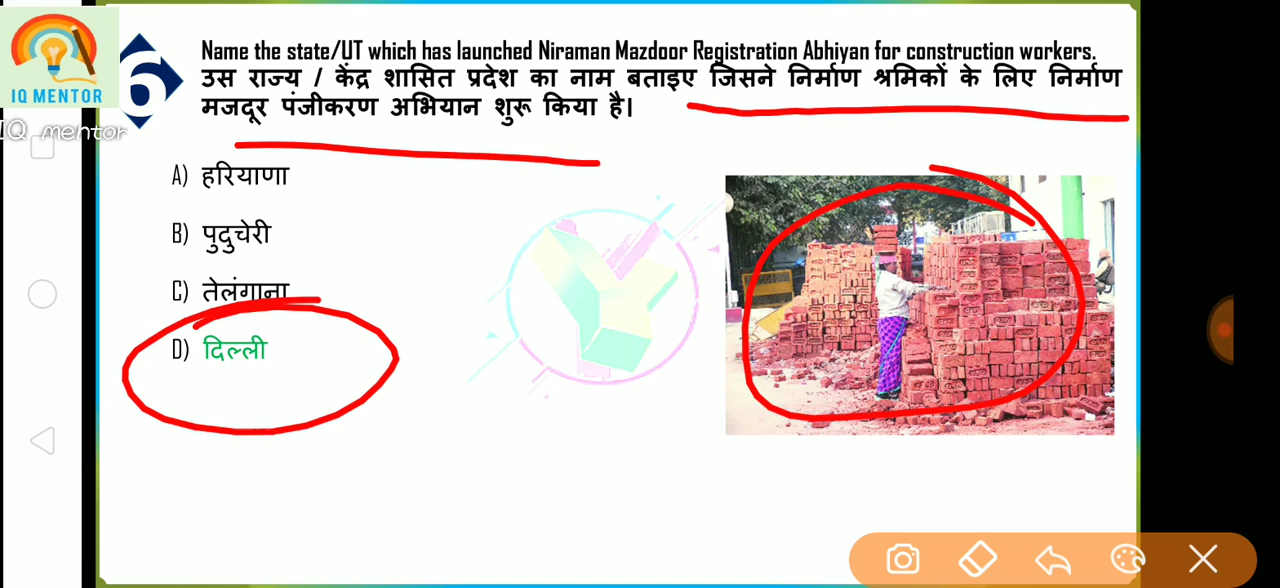 IQ MENTOR
IQ mentor
6
Name the state/UT which has launched Niraman Mazdoor Registration Abhiyan for construction workers.
उस राज्य / केंद्र शासित प्रदेश का नाम बताइए जिसने निर्माण श्रमिकों के लिए निर्माण
मजदूर पंजीकरण अभियान शुरू किया है।
A) हरियाणा
B) पुदुचेरी
C) तेलंगाना
D) दिल्ली